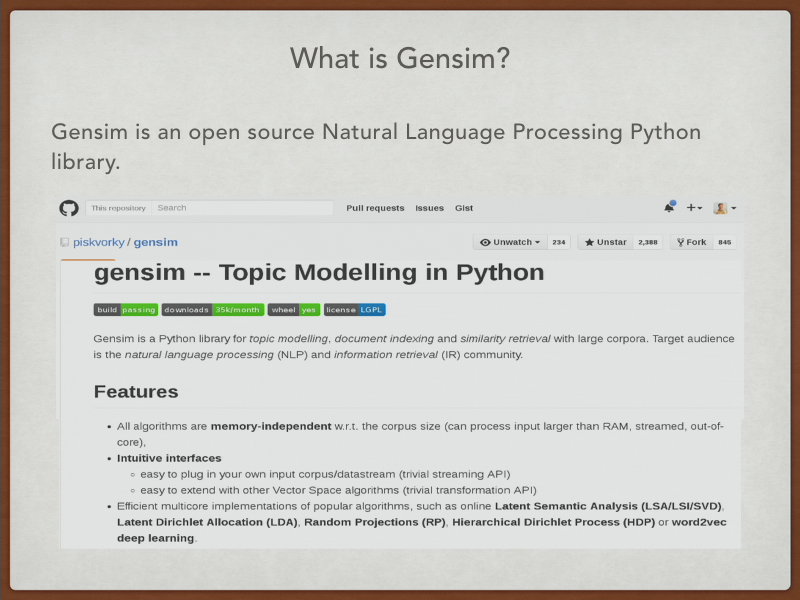 What is Gensim?
Gensim is an open source Natural Language Processing Python
library.
This repository Search Pull requests Issues Gist
piskvorky / gensim Unwatch 234 Unstar 2,388 Fork 845
gensim -- Topic Modelling in Python
build passing downloads 35k/month wheel yes license LGPL
Gensim is a Python library for topic modelling, document indexing and similarity retrieval with large corpora. Target audience
is the natural language processing (NLP) and information retrieval (IR) community.
Features
• All algorithms are memory-independent w.r.t. the corpus size (can process input larger than RAM, streamed, out-of-
core),
• Intuitive interfaces
◦ easy to plug in your own input corpus/datastream (trivial streaming API)
◦ easy to extend with other Vector Space algorithms (trivial transformation API)
• Efficient multicore implementations of popular algorithms, such as online Latent Semantic Analysis (LSA/LSI/SVD),
Latent Dirichlet Allocation (LDA), Random Projections (RP), Hierarchical Dirichlet Process (HDP) or word2vec
deep learning.